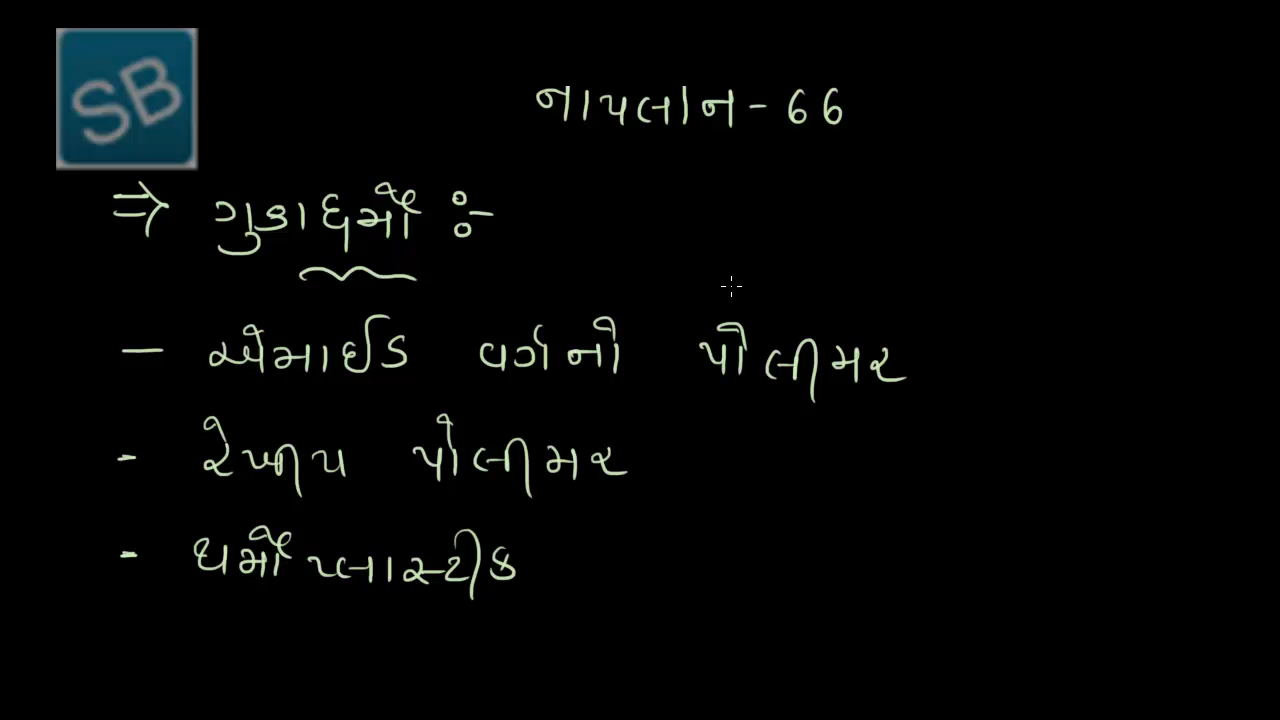 SB
નાયલોન - 66
⇒ ગુણધર્મો :-
- એમાઈડ વર્ગનો પોલીમર
- રેખીય પોલીમર
- થર્મોપ્લાસ્ટીક